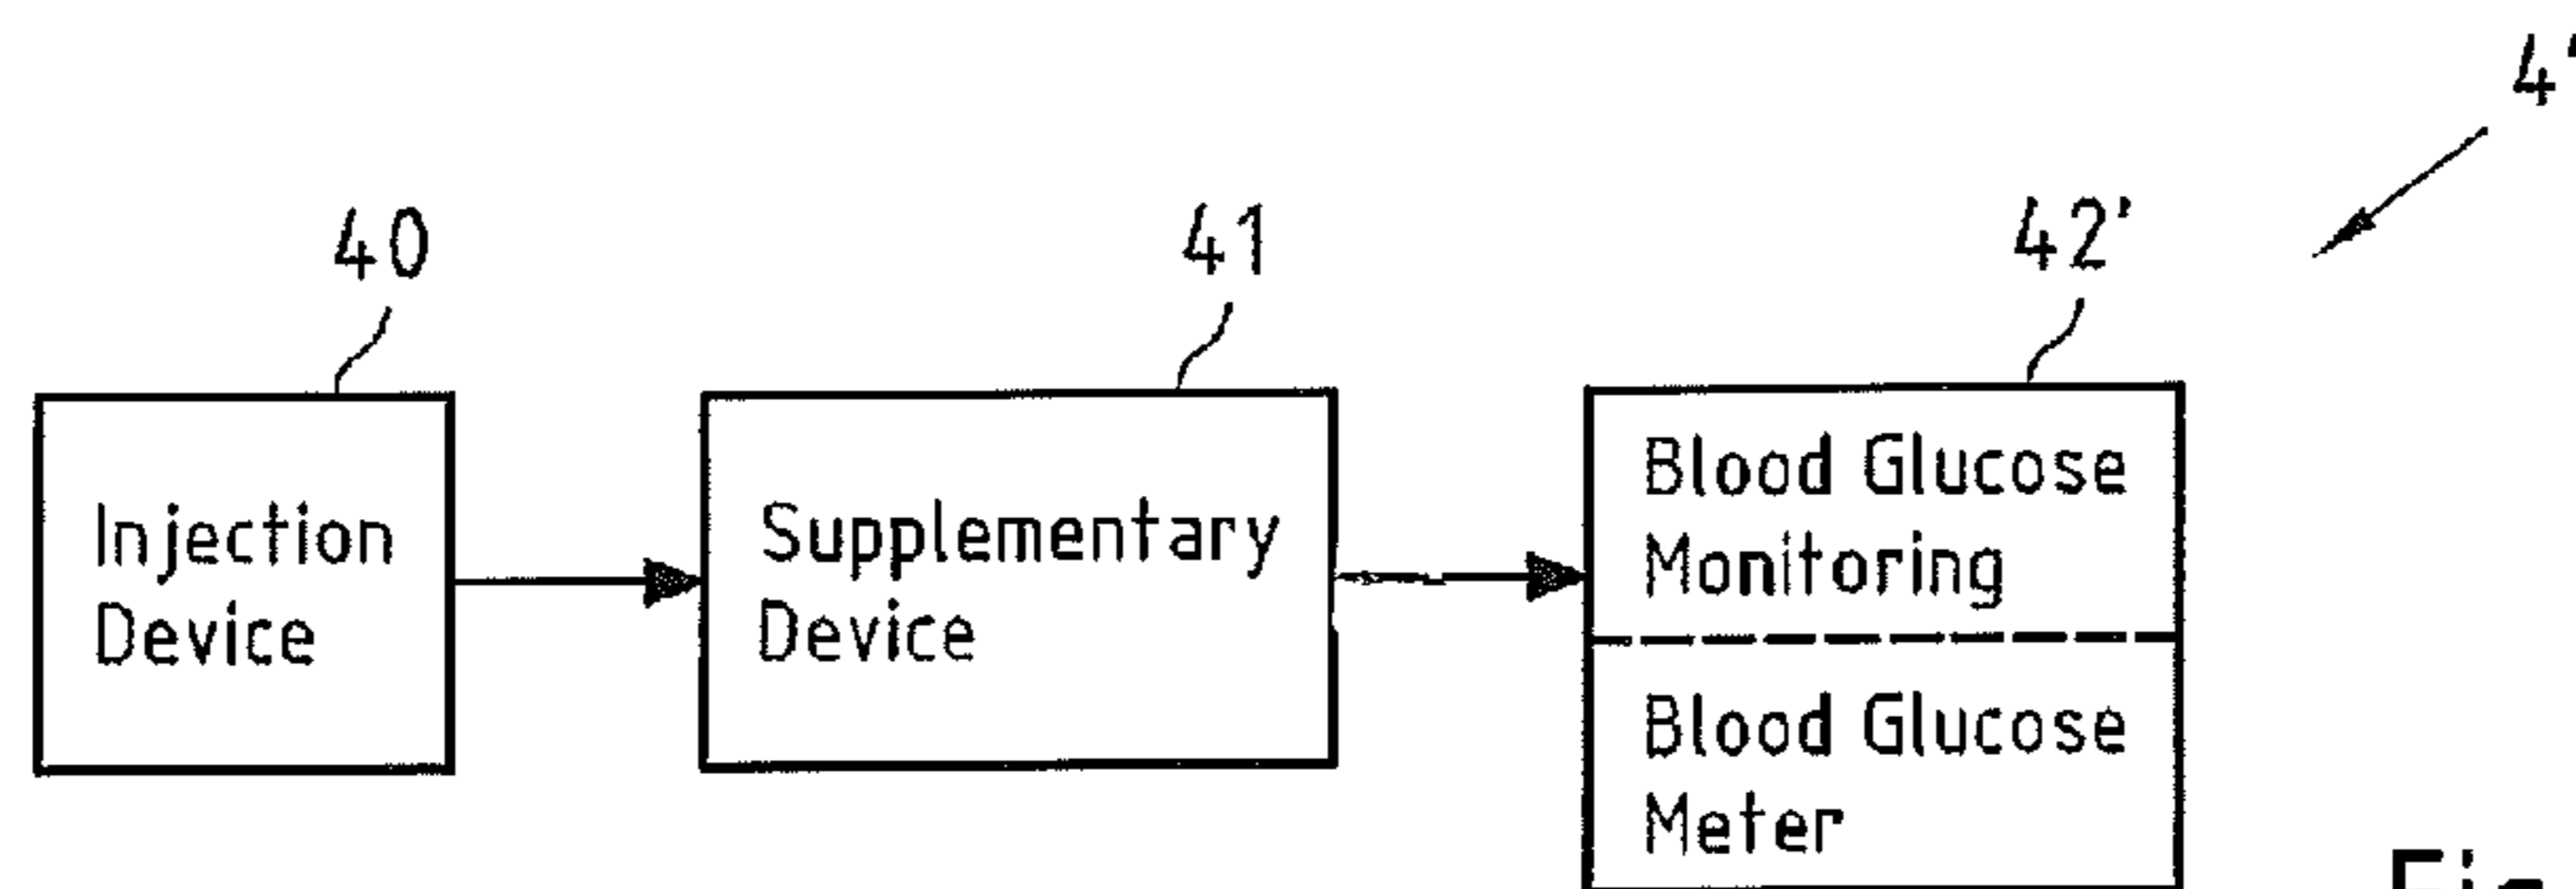 40
41
42'
Injection
Device
Supplementary
Device
Blood Glucose
Monitoring
Blood Glucose
Meter